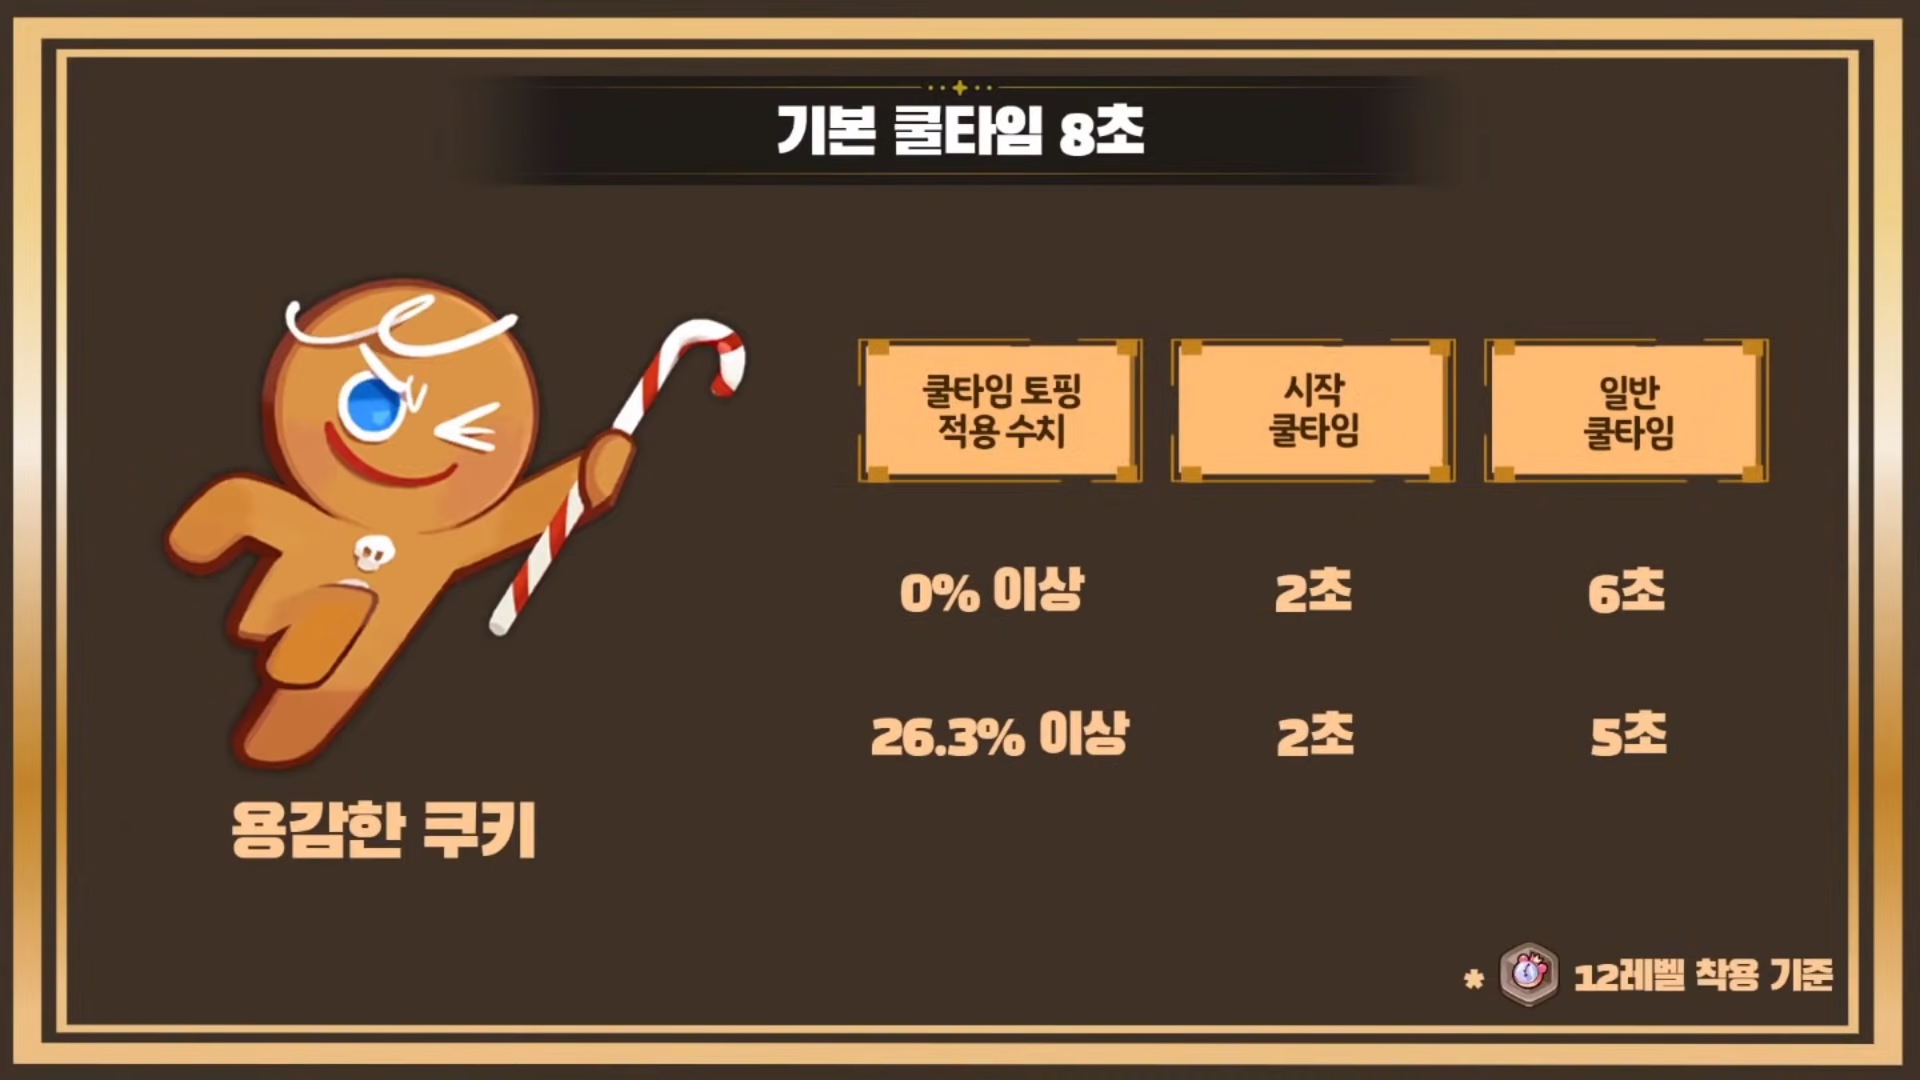 기본 쿨타임 8초
쿨타임 토핑
적용 수치
시작
쿨타임
일반
쿨타임
0% 이상
2초
6초
26.3% 이상
2초
5초
용감한 쿠키
* 12레벨 착용 기준